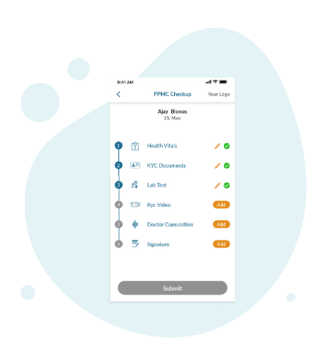 9:41 AM
PPMC Checkup
Your Logo
Ajay Biswas
25, Male
1 Health Vitals
2 KYC Documents
3 Lab Test
4 Kyc Video Add
5 Doctor Consulation Add
6 Signature Add
Submit